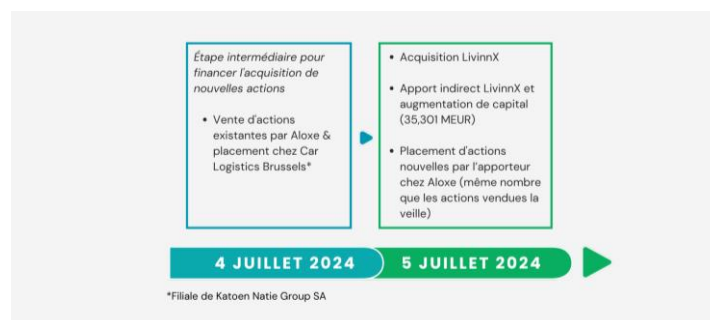 Étape intermédiaire pour
financer l'acquisition de
nouvelles actions
• Vente d'actions
existantes par Aloxe &
placement chez Car
Logistics Brussels*
• Acquisition LivinnX
• Apport indirect LivinnX et
augmentation de capital
(35,301 MEUR)
• Placement d'actions
nouvelles par l'apporteur
chez Aloxe (même nombre
que les actions vendues la
veille)
4 JUILLET 2024
5 JUILLET 2024
*Filiale de Katoen Natie Group SA